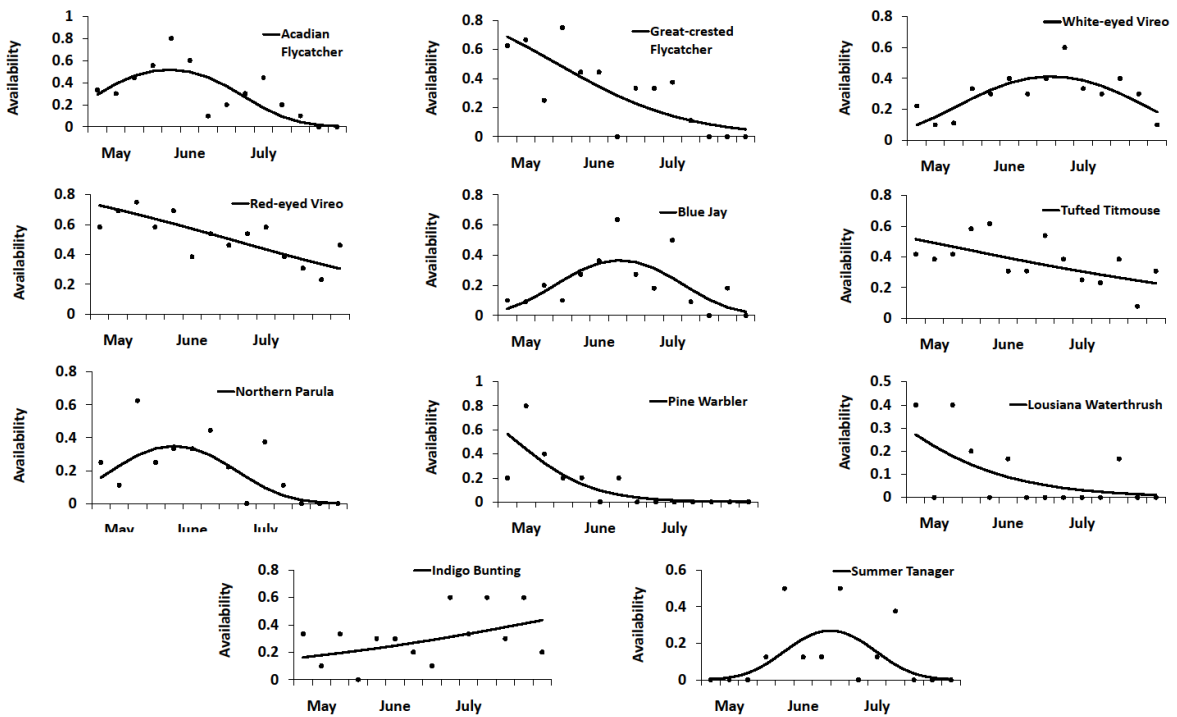 Availability
1
0.8
0.6
0.4
0.2
0
Acadian
Flycatcher
May June July
Availability
0.8
0.6
0.4
0.2
0
Great-crested
Flycatcher
May June July
Availability
0.8
0.6
0.4
0.2
0
White-eyed Vireo
May June July
Availability
0.8
0.6
0.4
0.2
0
Red-eyed Vireo
May June July
Availability
0.8
0.6
0.4
0.2
0
Blue Jay
May June July
Availability
0.8
0.6
0.4
0.2
0
Tufted Titmouse
May June July
Availability
0.8
0.6
0.4
0.2
0
Northern Parula
May June July
Availability
1
0.8
0.6
0.4
0.2
0
Pine Warbler
May June July
Availability
0.5
0.4
0.3
0.2
0.1
0
Lousiana Waterthrush
May June July
Availability
0.8
0.6
0.4
0.2
0
Indigo Bunting
May June July
Availability
0.6
0.4
0.2
0
Summer Tanager
May June July